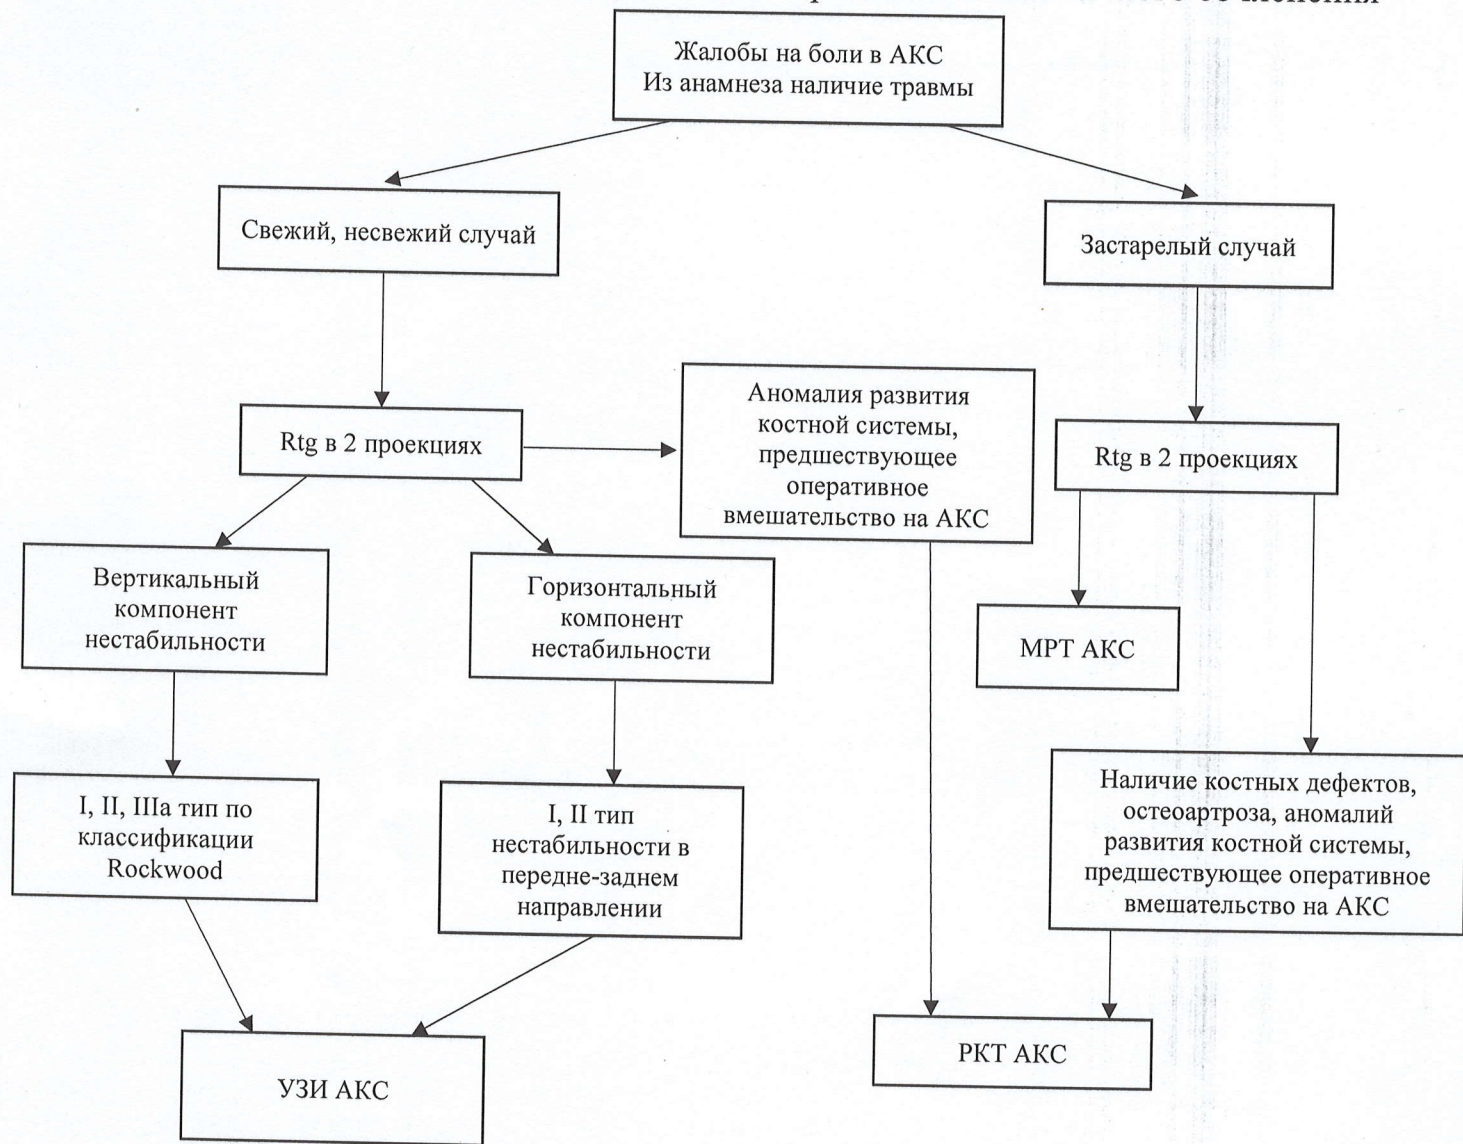 Жалобы на боли в АКС
Из анамнеза наличие травмы
Свежий, несвежий случай
Застарелый случай
Rtg в 2 проекциях
Аномалия развития
костной системы,
предшествующее
оперативное
вмешательство на АКС
Rtg в 2 проекциях
Вертикальный
компонент
нестабильности
Горизонтальный
компонент
нестабильности
МРТ АКС
I, II, IIIa тип по
классификации
Rockwood
I, II тип
нестабильности в
передне-заднем
направлении
Наличие костных дефектов,
остеоартроза, аномалий
развития костной системы,
предшествующее оперативное
вмешательство на АКС
УЗИ АКС
РКТ АКС